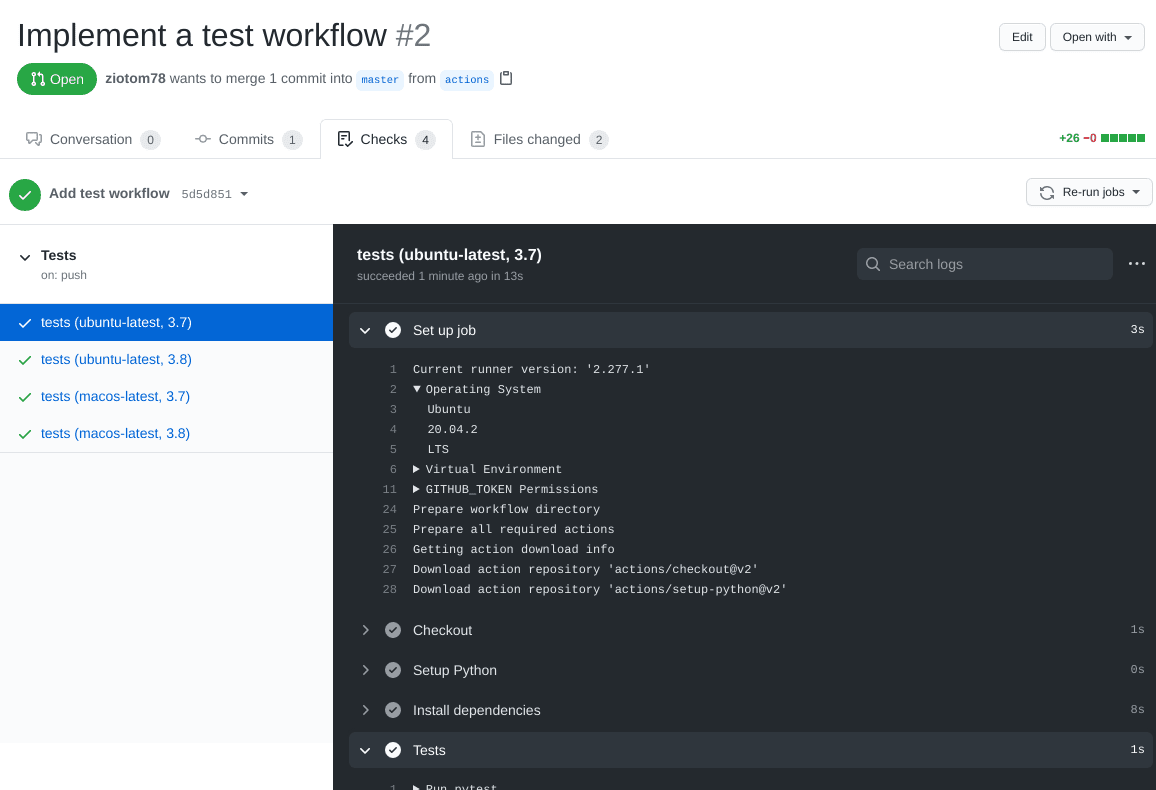 Implement a test workflow #2
Edit
Open with
Open
ziotom78 wants to merge 1 commit into master from actions
Conversation 0
Commits 1
Checks 4
Files changed 2
+26 −0
Add test workflow 5d5d851
Re-run jobs
Tests
on: push
tests (ubuntu-latest, 3.7)
tests (ubuntu-latest, 3.8)
tests (macos-latest, 3.7)
tests (macos-latest, 3.8)
tests (ubuntu-latest, 3.7)
succeeded 1 minute ago in 13s
Search logs
Set up job 3s
1 Current runner version: '2.277.1'
2 Operating System
3 Ubuntu
4 20.04.2
5 LTS
6 Virtual Environment
11 GITHUB_TOKEN Permissions
24 Prepare workflow directory
25 Prepare all required actions
26 Getting action download info
27 Download action repository 'actions/checkout@v2'
28 Download action repository 'actions/setup-python@v2'
Checkout 1s
Setup Python 0s
Install dependencies 8s
Tests 1s
1 Run pytest